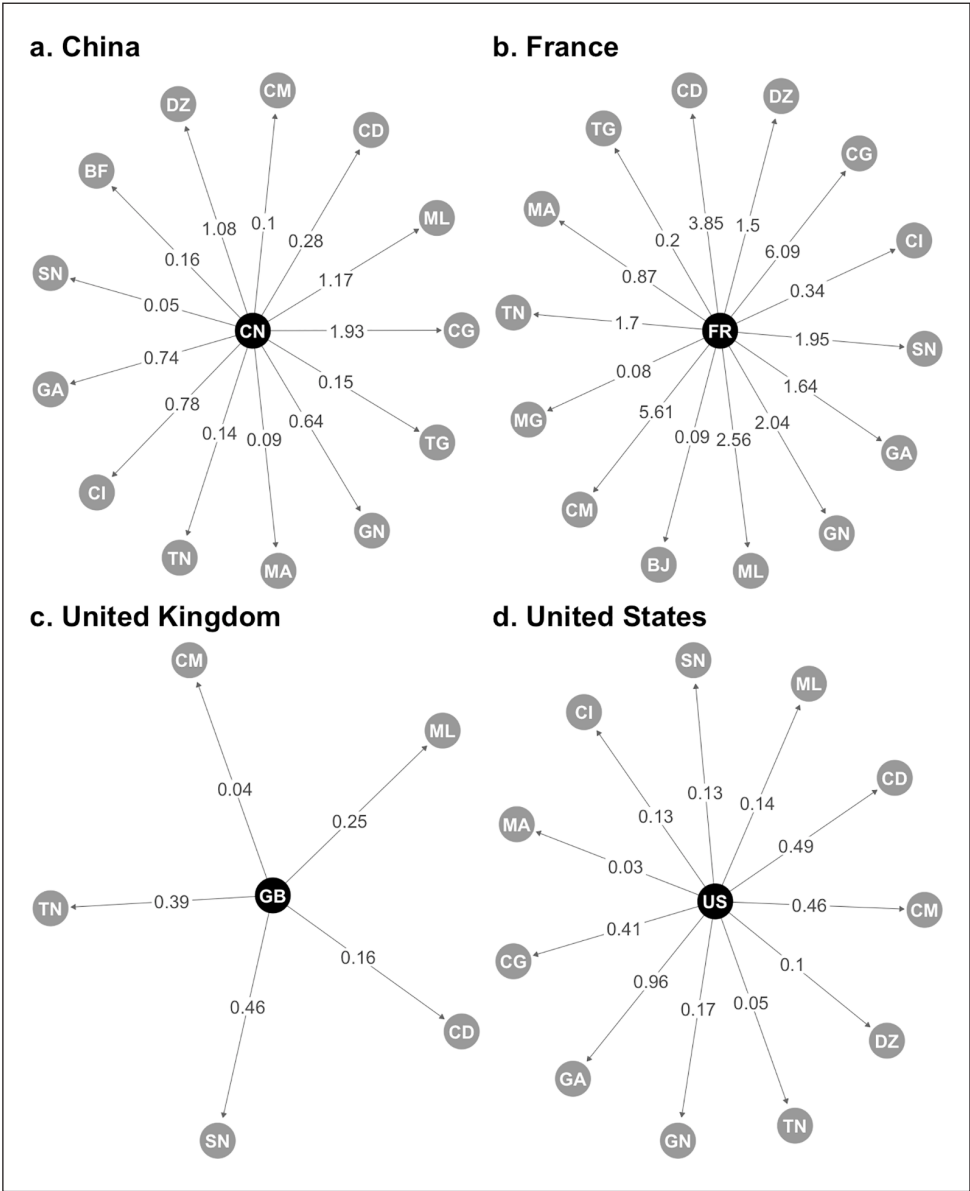 a. China
b. France
CM
DZ
CD
BF
ML
SN
1.08
0.1
0.28
0.16
1.17
0.05
CN
1.93
CG
0.74
0.15
GA
0.78
0.64
0.14
0.09
TG
CI
GN
TN
MA
CD
DZ
TG
CG
MA
CI
3.85
1.5
0.2
6.09
0.87
0.34
TN
1.7
FR
1.95
SN
0.08
1.64
MG
5.61
2.04
0.09
2.56
GA
CM
GN
BJ
ML
c. United Kingdom
d. United States
CM
ML
0.04
0.25
GB
TN
0.39
0.16
0.46
CD
SN
SN
ML
CI
CD
0.13
0.14
MA
0.13
0.49
0.03
US
0.46
CM
0.41
CG
0.1
0.96
0.17
0.05
DZ
GA
TN
GN